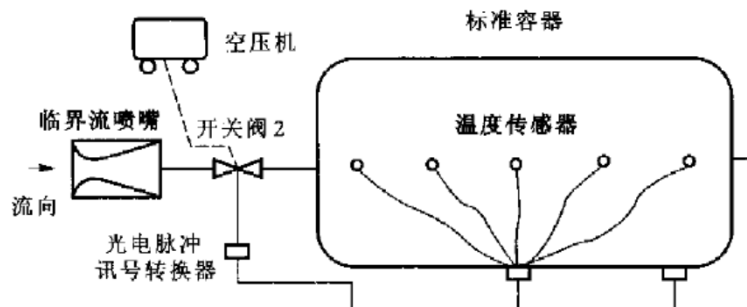 标准容器
空压机
临界流喷嘴
开关阀2
温度传感器
流向
光电脉冲
讯号转换器